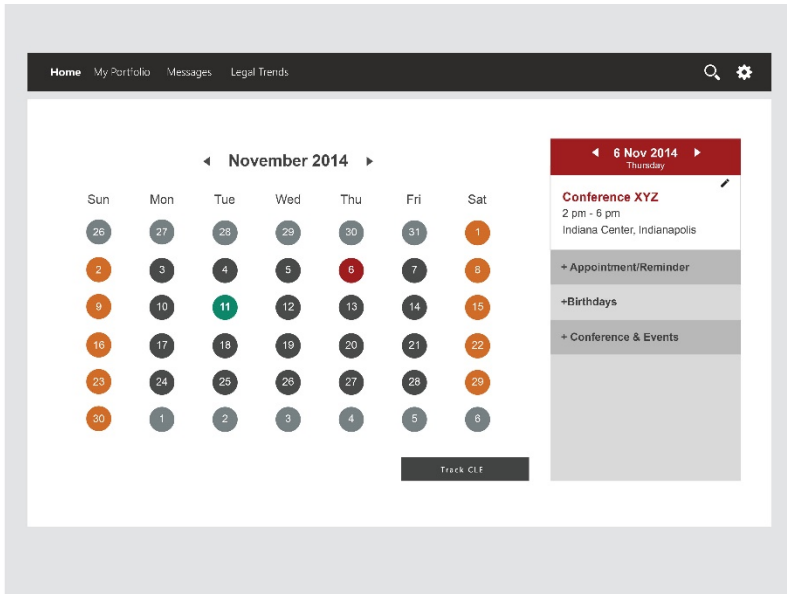 Home My Portfolio Messages Legal Trends
November 2014
Sun Mon Tue Wed Thu Fri Sat
26 27 28 29 30 31 1
2 3 4 5 6 7 8
9 10 11 12 13 14 15
16 17 18 19 20 21 22
23 24 25 26 27 28 29
30 1 2 3 4 5 6
Track CLE
6 Nov 2014
Thursday
Conference XYZ
2 pm - 6 pm
Indiana Center, Indianapolis
+ Appointment/Reminder
+Birthdays
+ Conference & Events